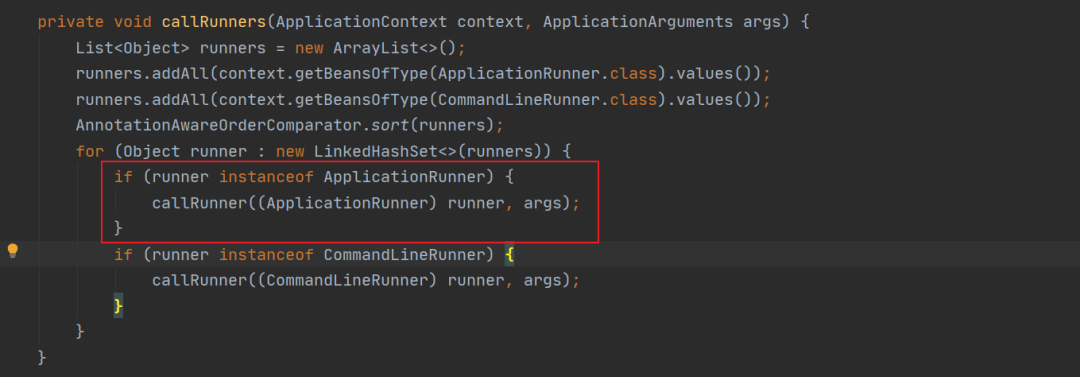 private void callRunners(ApplicationContext context, ApplicationArguments args) {
    List<Object> runners = new ArrayList<>();
    runners.addAll(context.getBeansOfType(ApplicationRunner.class).values());
    runners.addAll(context.getBeansOfType(CommandLineRunner.class).values());
    AnnotationAwareOrderComparator.sort(runners);
    for (Object runner : new LinkedHashSet<>(runners)) {
        if (runner instanceof ApplicationRunner) {
            callRunner((ApplicationRunner) runner, args);
        }
        if (runner instanceof CommandLineRunner) {
            callRunner((CommandLineRunner) runner, args);
        }
    }
}